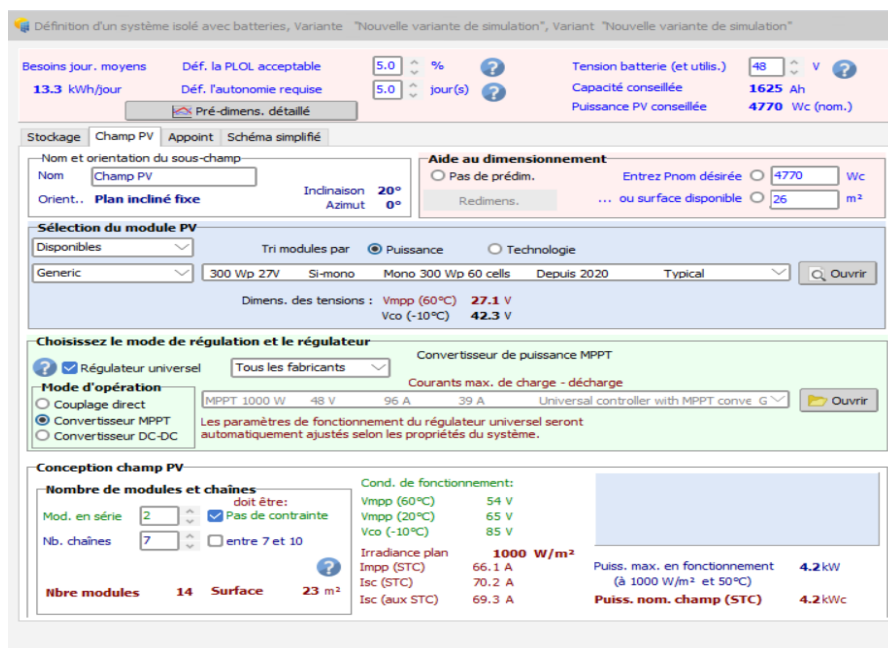 Définition d'un système isolé avec batteries, Variante "Nouvelle variante de simulation", Variant "Nouvelle variante de simulation"
Besoins jour. moyens Déf. la PLOL acceptable 5.0 % ? Tension batterie (et utilis.) 48 V ?
13.3 kWh/jour Déf. l'autonomie requise 5.0 jour(s) ? Capacité conseillée 1625 Ah
Pré-dimens. détaillé Puissance PV conseillée 4770 Wc (nom.)
Stockage Champ PV Appoint Schéma simplifié
Nom et orientation du sous-champ
Nom Champ PV
Orient.. Plan incliné fixe Inclinaison 20°
Azimut 0°
Aide au dimensionnement
Pas de prédim. Entrez Pnom désirée 4770 Wc
Redimens. ... ou surface disponible 26 m²
Sélection du module PV
Disponibles Tri modules par Puissance Technologie
Generic 300 Wp 27V Si-mono Mono 300 Wp 60 cells Depuis 2020 Typical Ouvrir
Dimens. des tensions : Vmpp (60°C) 27.1 V
Vco (-10°C) 42.3 V
Choisissez le mode de régulation et le régulateur
Convertisseur de puissance MPPT
? Régulateur universel Tous les fabricants
Courants max. de charge - décharge
Mode d'opération
Couplage direct
Convertisseur MPPT
Convertisseur DC-DC
MPPT 1000 W 48 V 96 A 39 A Universal controller with MPPT conve G Ouvrir
Les paramètres de fonctionnement du régulateur universel seront
automatiquement ajustés selon les propriétés du système.
Conception champ PV
Nombre de modules et chaînes
doit être:
Mod. en série 2 Pas de contrainte
Nb. chaînes 7 entre 7 et 10
?
Nbre modules 14 Surface 23 m²
Cond. de fonctionnement:
Vmpp (60°C) 54 V
Vmpp (20°C) 65 V
Vco (-10°C) 85 V
Irradiance plan 1000 W/m²
Impp (STC) 66.1 A
Isc (STC) 70.2 A
Isc (aux STC) 69.3 A
Puiss. max. en fonctionnement 4.2 kW
(à 1000 W/m² et 50°C)
Puiss. nom. champ (STC) 4.2 kWc